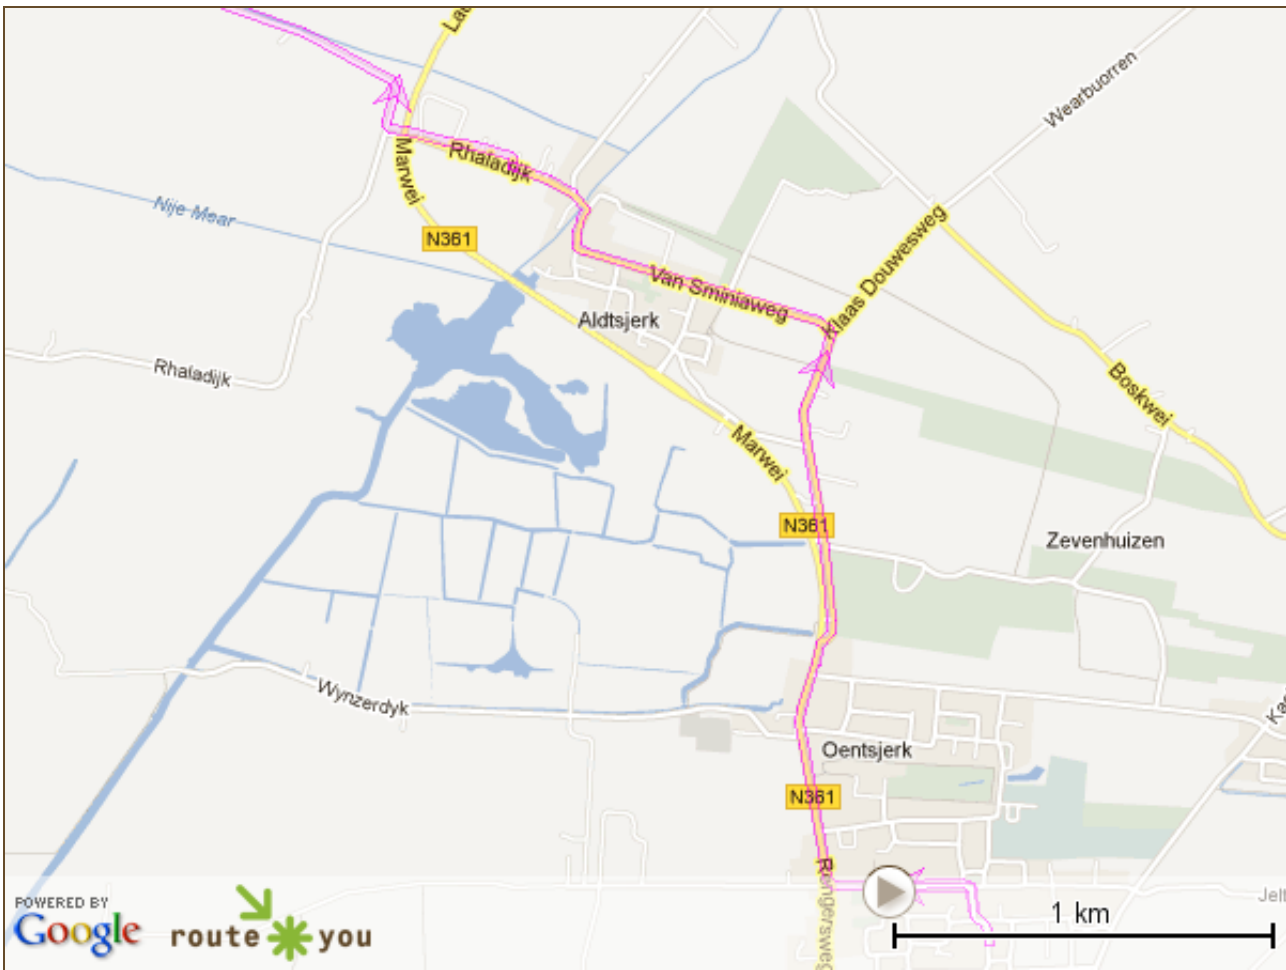 Wearbuorren
Marwei
Rhaladijk
Nije Mear
N361
Klaas Douwesweg
Van Sminiaweg
Aldtsjerk
Rhaladijk
Boskwei
Marwei
N361
Zevenhuizen
Wynzerdyk
Oentsjerk
N361
Rongersweg
1 km
POWERED BY
Google
route you